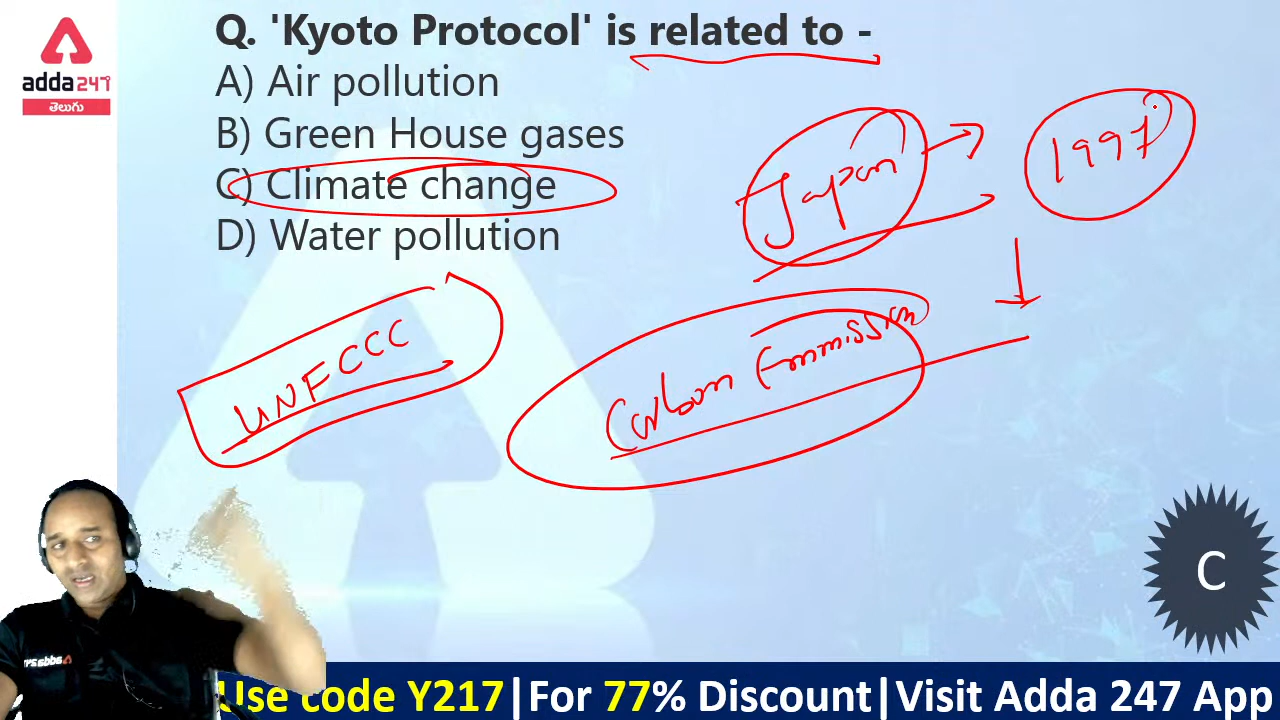 Q. 'Kyoto Protocol' is related to -
adda247
తెలుగు
A) Air pollution
B) Green House gases
C) Climate change
D) Water pollution
Japan
1997
UNFCCC
Carbon Emmission
C
Use code Y217|For 77% Discount|Visit Adda 247 App